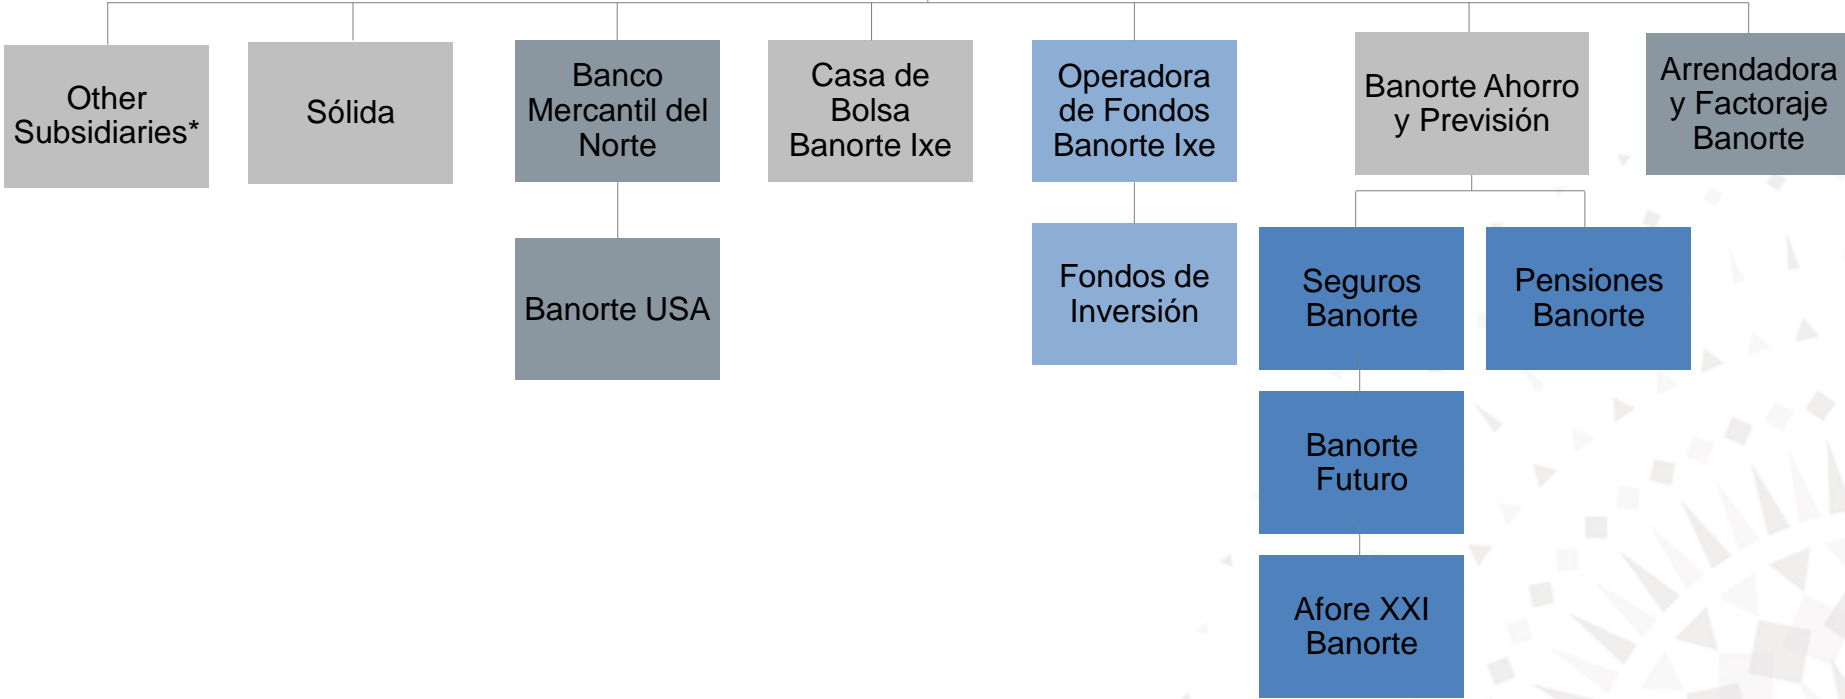 Other
Subsidiaries*
Sólida
Banco
Mercantil del
Norte
Casa de
Bolsa
Banorte Ixe
Operadora
de Fondos
Banorte Ixe
Banorte Ahorro
y Previsión
Arrendadora
y Factoraje
Banorte
Banorte USA
Fondos de
Inversión
Seguros
Banorte
Pensiones
Banorte
Banorte
Futuro
Afore XXI
Banorte